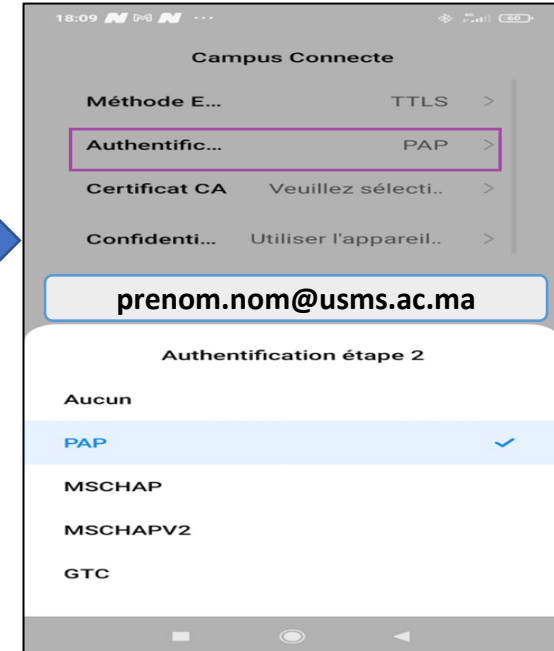 18:09 ... 60
Campus Connecte
Méthode E... TTLS >
Authentific... PAP >
Certificat CA Veuillez sélecti.. >
Confidenti... Utiliser l'appareil.. >
prenom.nom@usms.ac.ma
Authentification étape 2
Aucun
PAP
MSCHAP
MSCHAPV2
GTC